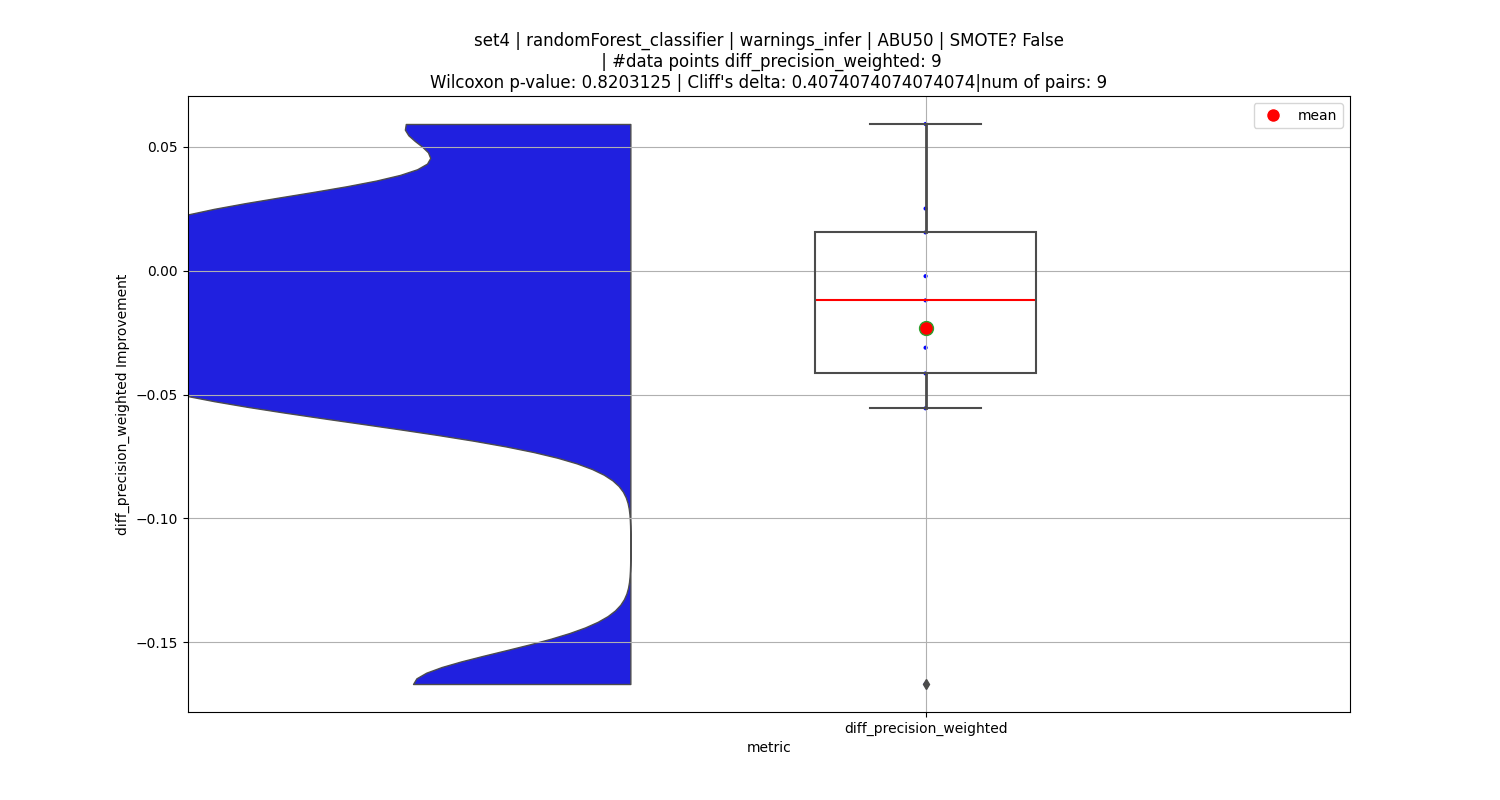 set4 | randomForest_classifier | warnings_infer | ABU50 | SMOTE? False
| #data points diff_precision_weighted: 9
Wilcoxon p-value: 0.8203125 | Cliff's delta: 0.4074074074074074|num of pairs: 9
mean
0.05
0.00
−0.05
−0.10
−0.15
diff_precision_weighted Improvement
diff_precision_weighted
metric